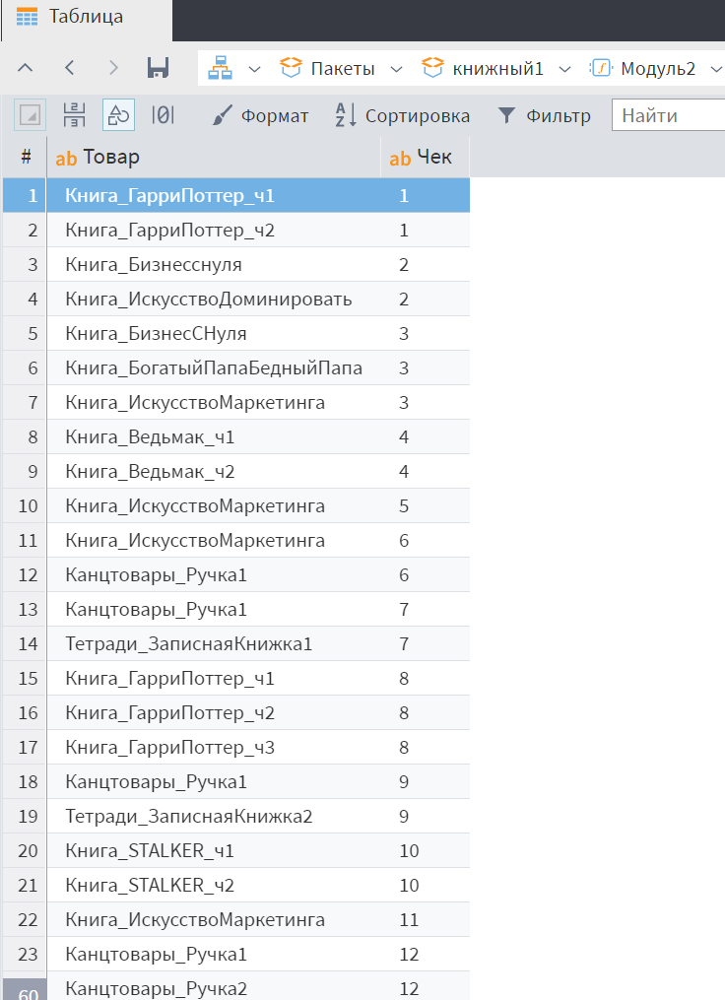 Таблица
Пакеты книжный1 Модуль2
Формат Сортировка Фильтр Найти
# ab Товар ab Чек
1 Книга_ГарриПоттер_ч1 1
2 Книга_ГарриПоттер_ч2 1
3 Книга_Бизнесснуля 2
4 Книга_ИскусствоДоминировать 2
5 Книга_БизнесСНуля 3
6 Книга_БогатыйПапаБедныйПапа 3
7 Книга_ИскусствоМаркетинга 3
8 Книга_Ведьмак_ч1 4
9 Книга_Ведьмак_ч2 4
10 Книга_ИскусствоМаркетинга 5
11 Книга_ИскусствоМаркетинга 6
12 Канцтовары_Ручка1 6
13 Канцтовары_Ручка1 7
14 Тетради_ЗаписнаяКнижка1 7
15 Книга_ГарриПоттер_ч1 8
16 Книга_ГарриПоттер_ч2 8
17 Книга_ГарриПоттер_ч3 8
18 Канцтовары_Ручка1 9
19 Тетради_ЗаписнаяКнижка2 9
20 Книга_STALKER_ч1 10
21 Книга_STALKER_ч2 10
22 Книга_ИскусствоМаркетинга 11
23 Канцтовары_Ручка1 12
60 Канцтовары_Ручка2 12